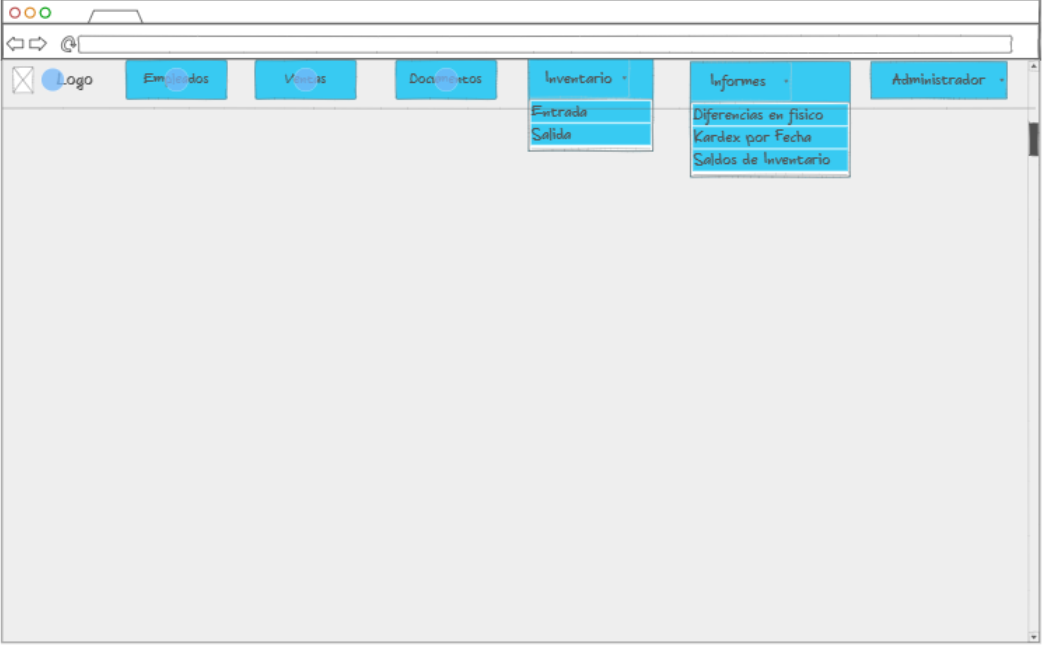 Logo
Empleados
Ventas
Documentos
Inventario
Informes
Administrador
Entrada
Salida
Diferencias en fisico
Kardex por Fecha
Saldos de Inventario